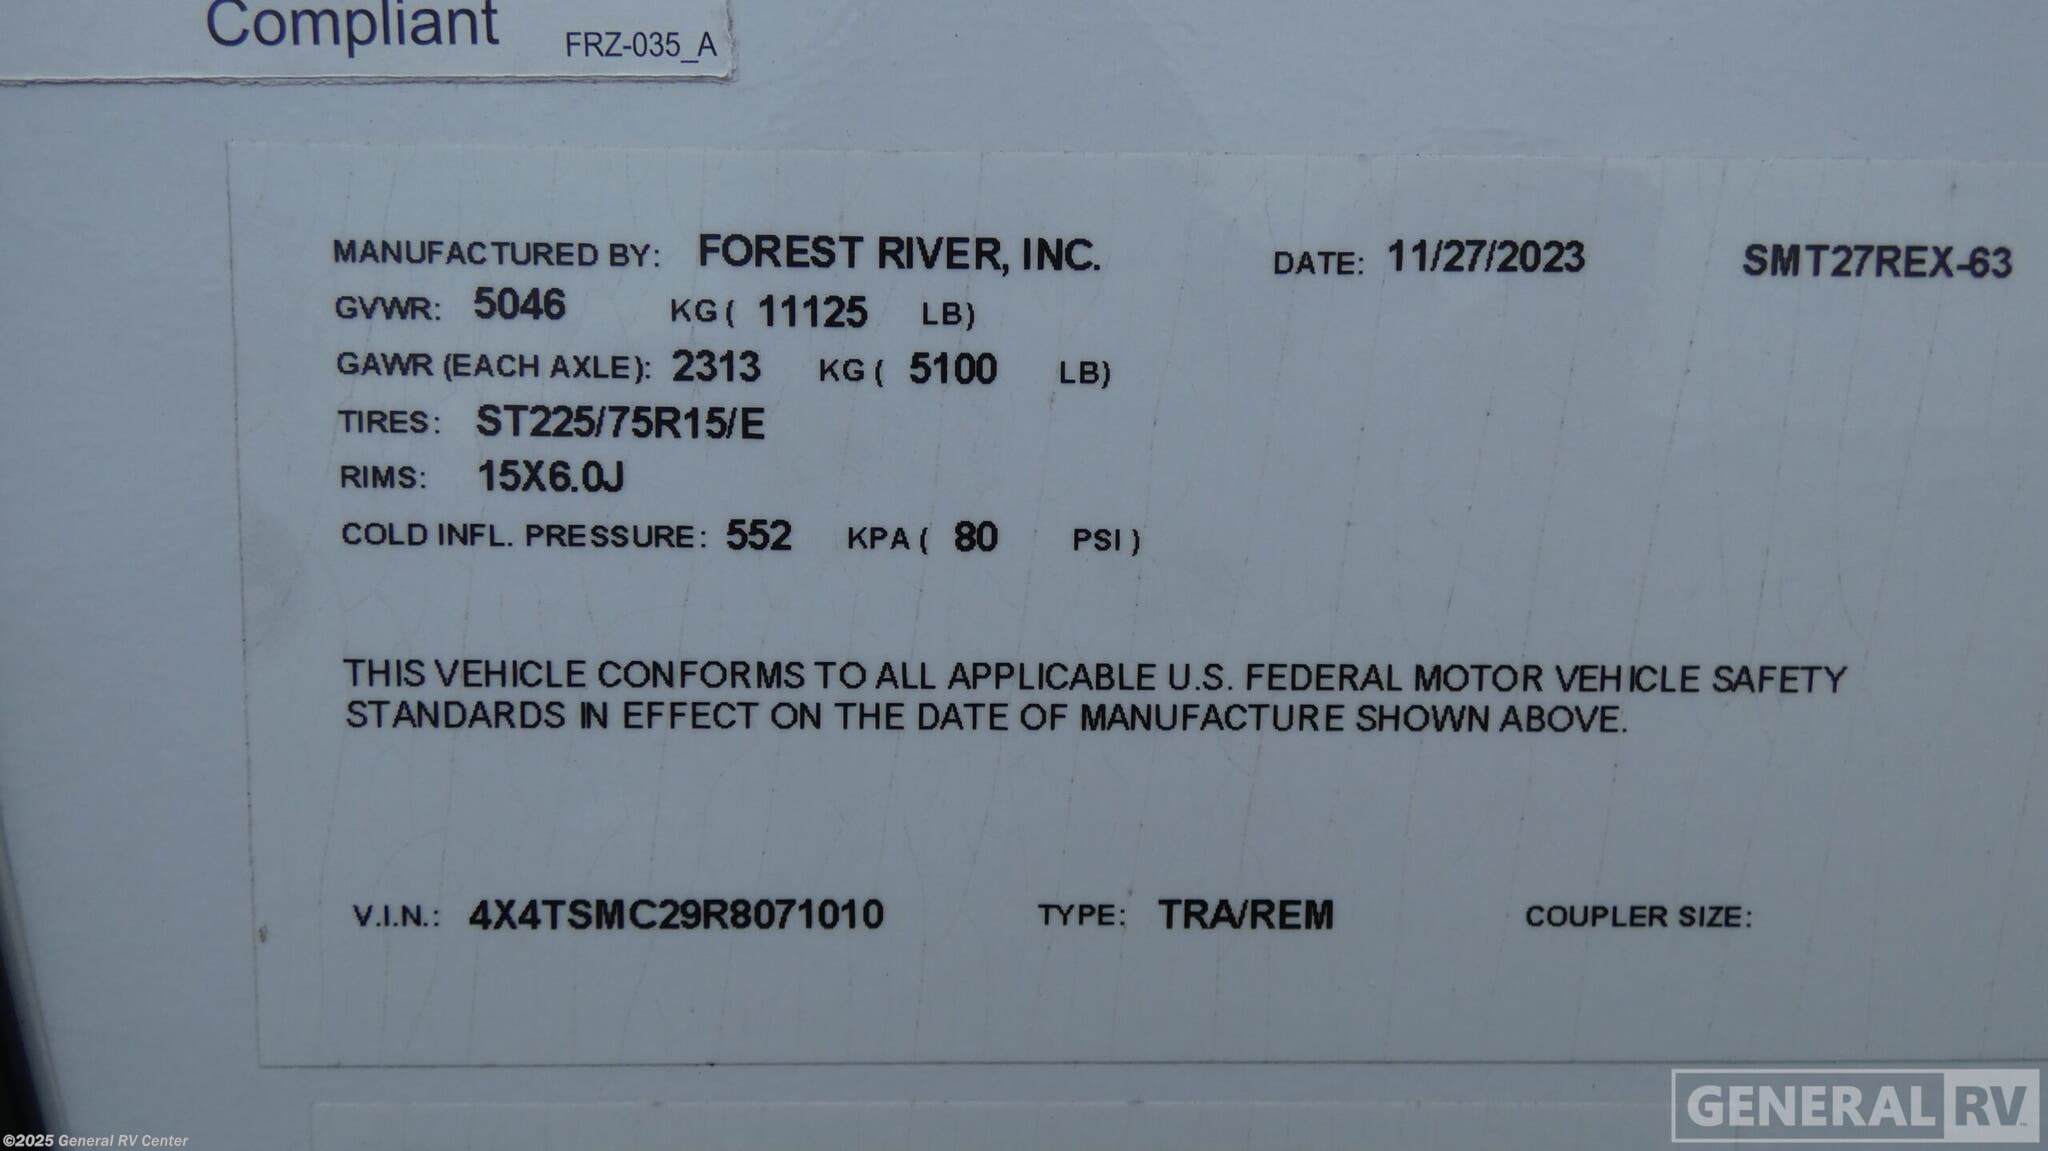 Compliant FRZ-035_A
MANUFACTURED BY: FOREST RIVER, INC. DATE: 11/27/2023 SMT27REX-63
GVWR: 5046 KG ( 11125 LB)
GAWR (EACH AXLE): 2313 KG ( 5100 LB)
TIRES: ST225/75R15/E
RIMS: 15X6.0J
COLD INFL. PRESSURE: 552 KPA ( 80 PSI )
THIS VEHICLE CONFORMS TO ALL APPLICABLE U.S. FEDERAL MOTOR VEHICLE SAFETY
STANDARDS IN EFFECT ON THE DATE OF MANUFACTURE SHOWN ABOVE.
V.I.N.: 4X4TSMC29R8071010 TYPE: TRA/REM COUPLER SIZE:
GENERAL RV
©2025 General RV Center